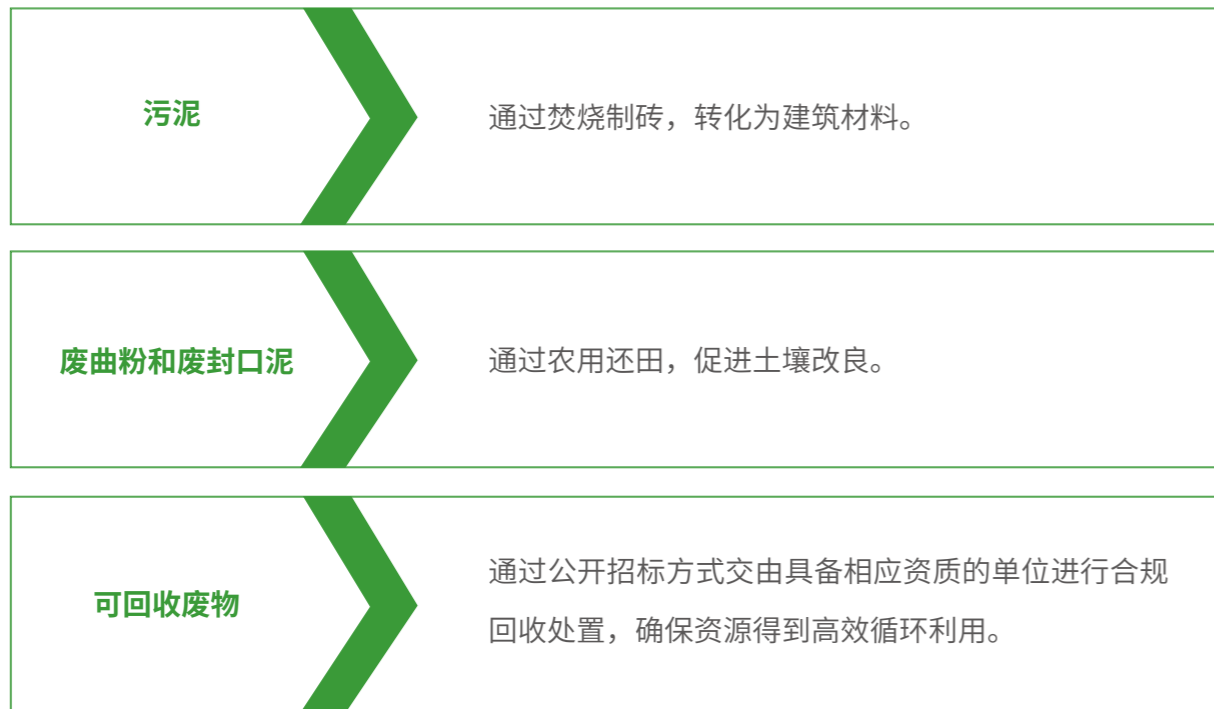 污泥
通过焚烧制砖，转化为建筑材料。
废曲粉和废封口泥
通过农用还田，促进土壤改良。
可回收废物
通过公开招标方式交由具备相应资质的单位进行合规
回收处置，确保资源得到高效循环利用。